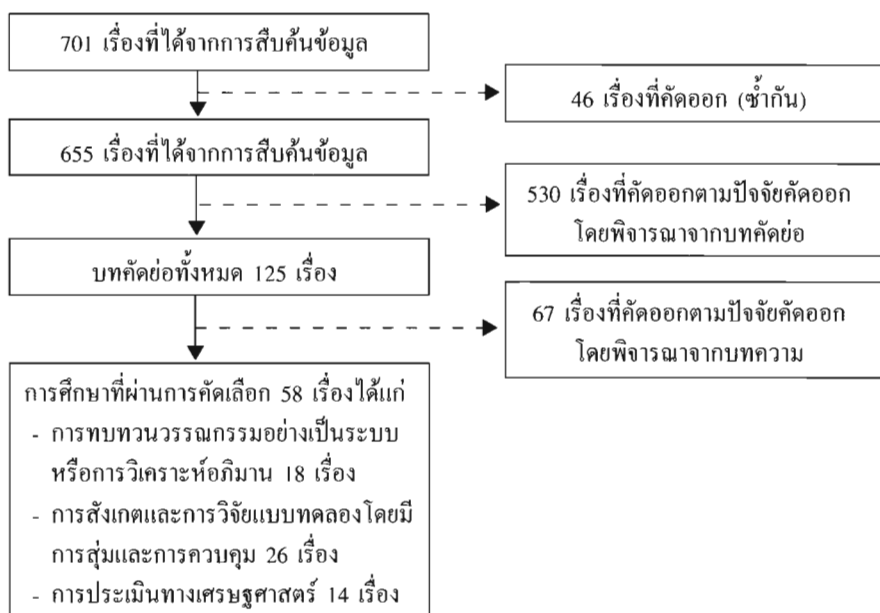 701 เรื่องที่ได้จากการสืบค้นข้อมูล
46 เรื่องที่คัดออก (ซ้ำกัน)
655 เรื่องที่ได้จากการสืบค้นข้อมูล
530 เรื่องที่คัดออกตามปัจจัยคัดออก
โดยพิจารณาจากบทคัดย่อ
บทคัดย่อทั้งหมด 125 เรื่อง
67 เรื่องที่คัดออกตามปัจจัยคัดออก
โดยพิจารณาจากบทความ
การศึกษาที่ผ่านการคัดเลือก 58 เรื่องได้แก่
- การทบทวนวรรณกรรมอย่างเป็นระบบ
หรือการวิเคราะห์อภิมาน 18 เรื่อง
- การสังเกตและการวิจัยแบบทดลองโดยมี
การสุ่มและการควบคุม 26 เรื่อง
- การประเมินทางเศรษฐศาสตร์ 14 เรื่อง